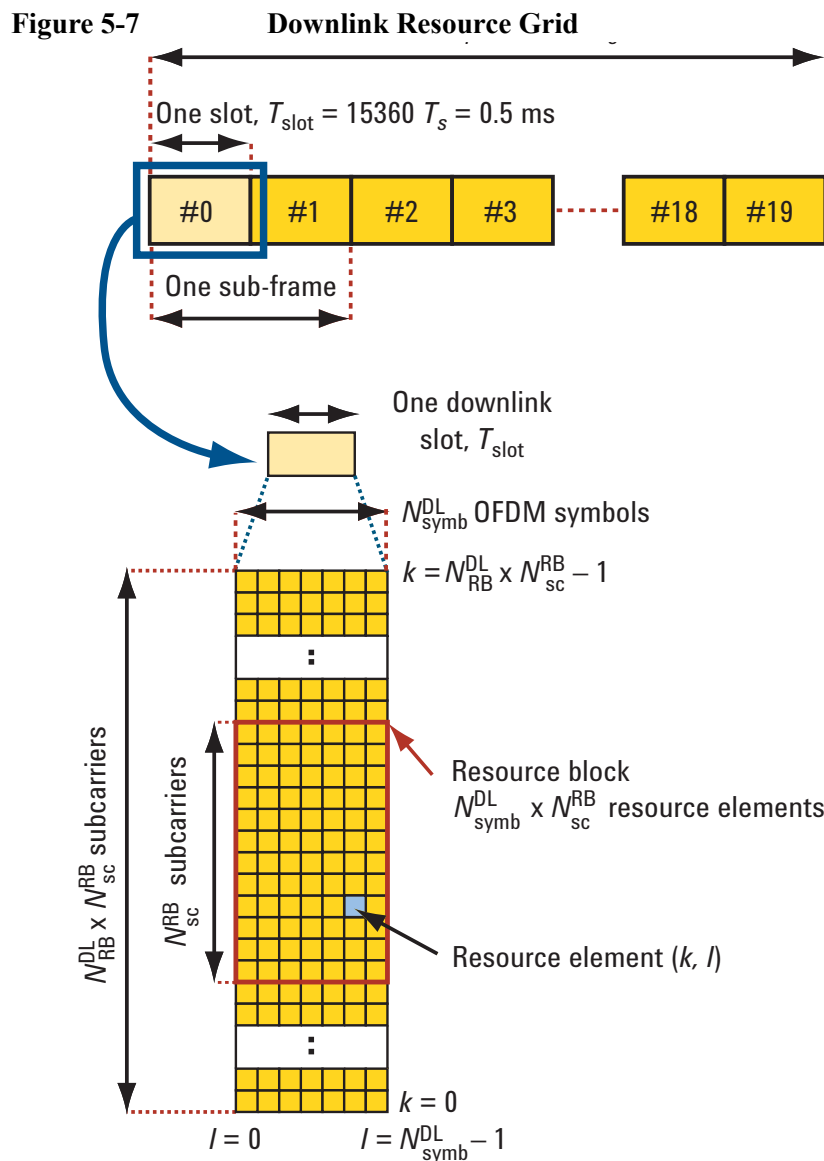 Figure 5-7 Downlink Resource Grid
One slot, T_slot = 15360 T_s = 0.5 ms
#0 #1 #2 #3 #18 #19
One sub-frame
One downlink
slot, T_slot
N_symb^DL OFDM symbols
k = N_RB^DL x N_sc^RB – 1
:
N_RB^DL x N_sc^RB subcarriers
N_sc^RB subcarriers
Resource block
N_symb^DL x N_sc^RB resource elements
Resource element (k, l)
:
k = 0
l = 0 l = N_symb^DL – 1